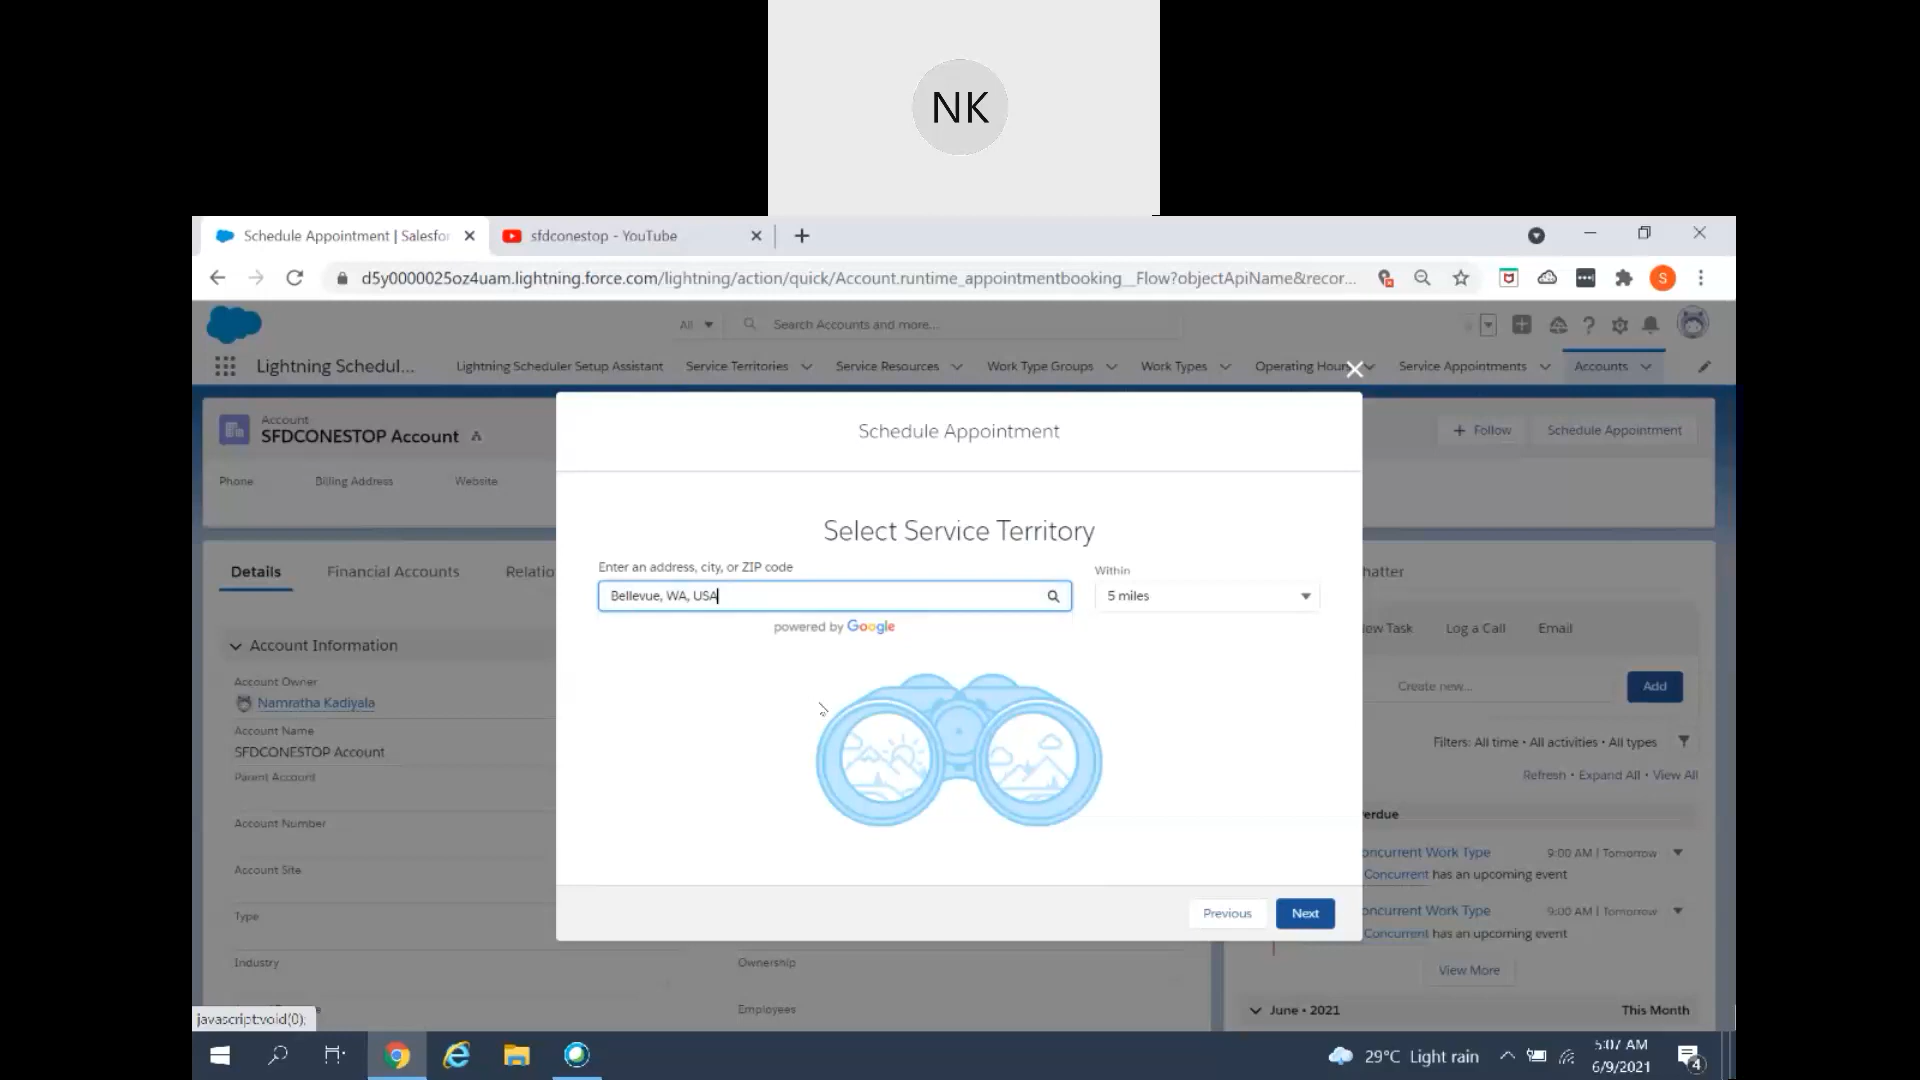 NK
Schedule Appointment | Salesfor
sfdconestop - YouTube
d5y0000025oz4uam.lightning.force.com/lightning/action/quick/Account.runtime_appointmentbooking__Flow?objectApiName&recor...
S
All
Search Accounts and more...
Lightning Schedul...
Lightning Scheduler Setup Assistant
Service Territories
Service Resources
Work Type Groups
Work Types
Operating Hour
Service Appointments
Accounts
Account
SFDCONESTOP Account
Follow
Schedule Appointment
Phone
Billing Address
Website
Schedule Appointment
Select Service Territory
Enter an address, city, or ZIP code
Within
Bellevue, WA, USA
5 miles
powered by Google
Previous
Next
Details
Financial Accounts
Relatio
hatter
Account Information
ew Task
Log a Call
Email
Account Owner
Namratha Kadiyala
Create new...
Add
Account Name
SFDCONESTOP Account
Parent Account
Filters: All time • All activities • All types
Refresh • Expand All • View All
Account Number
erdue
oncurrent Work Type
9:00 AM | Tomorrow
Concurrent has an upcoming event
Account Site
Type
oncurrent Work Type
9:00 AM | Tomorrow
Concurrent has an upcoming event
Industry
Ownership
View More
Employees
June • 2021
This Month
javascript:void(0);
29°C Light rain
5:07 AM
6/9/2021
4